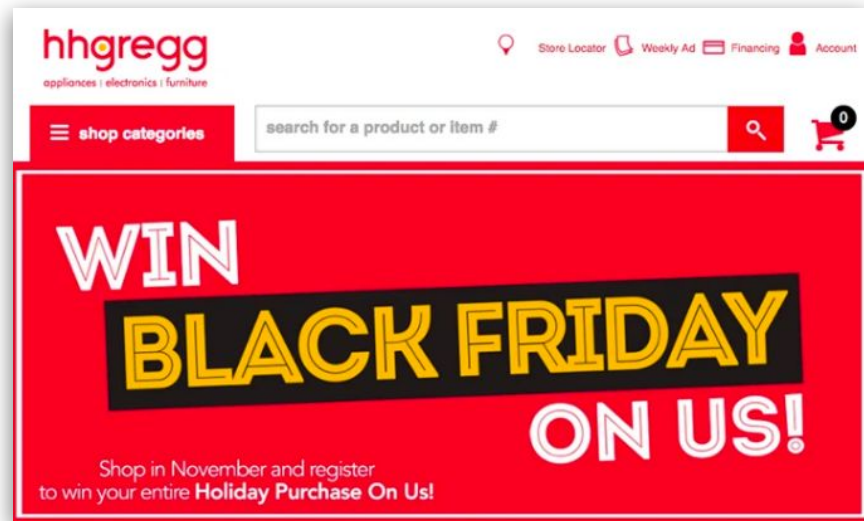 hhgregg
appliances | electronics | furniture
Store Locator Weekly Ad Financing Account
shop categories
search for a product or item #
0
WIN
BLACK FRIDAY
ON US!
Shop in November and register
to win your entire Holiday Purchase On Us!